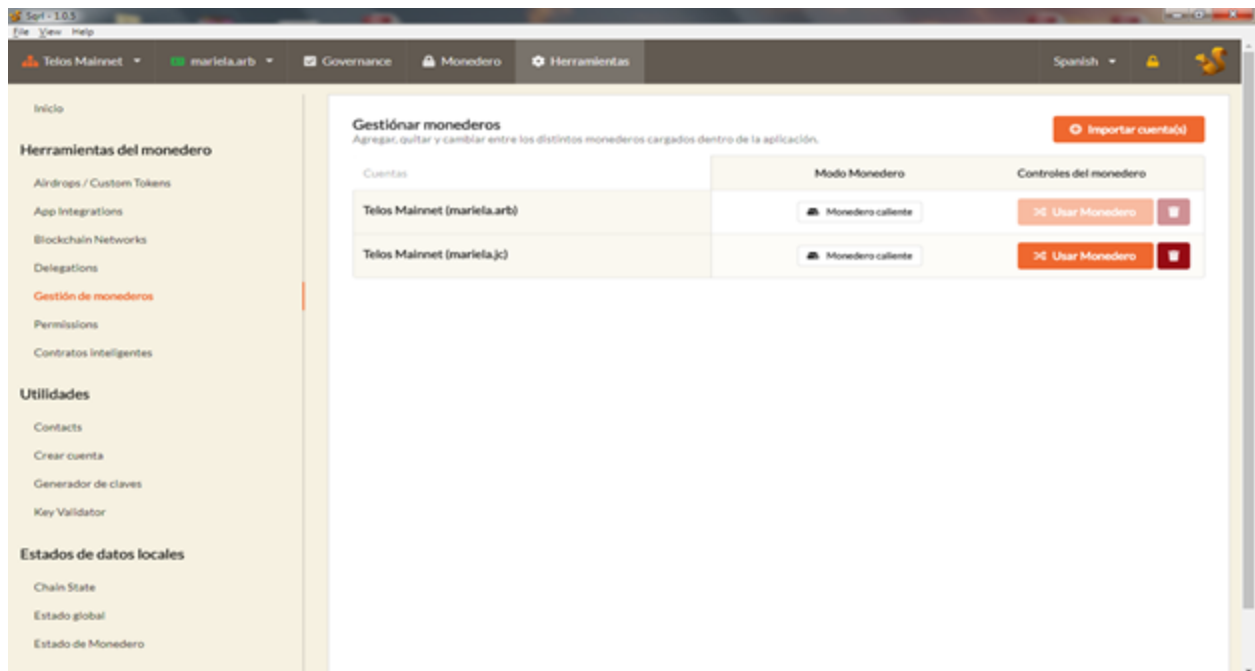 Sqrl - 1.0.5
File View Help
Telos Mainnet mariela.arb Governance Monedero Herramientas Spanish
Inicio
Herramientas del monedero
Airdrops / Custom Tokens
App Integrations
Blockchain Networks
Delegations
Gestión de monederos
Permissions
Contratos inteligentes
Utilidades
Contacts
Crear cuenta
Generador de claves
Key Validator
Estados de datos locales
Chain State
Estado global
Estado de Monedero
Gestiónar monederos
Agregar, quitar y cambiar entre los distintos monederos cargados dentro de la aplicación.
Importar cuenta(s)
Cuentas Modo Monedero Controles del monedero
Telos Mainnet (mariela.arb) Monedero caliente Usar Monedero
Telos Mainnet (mariela.jc) Monedero caliente Usar Monedero